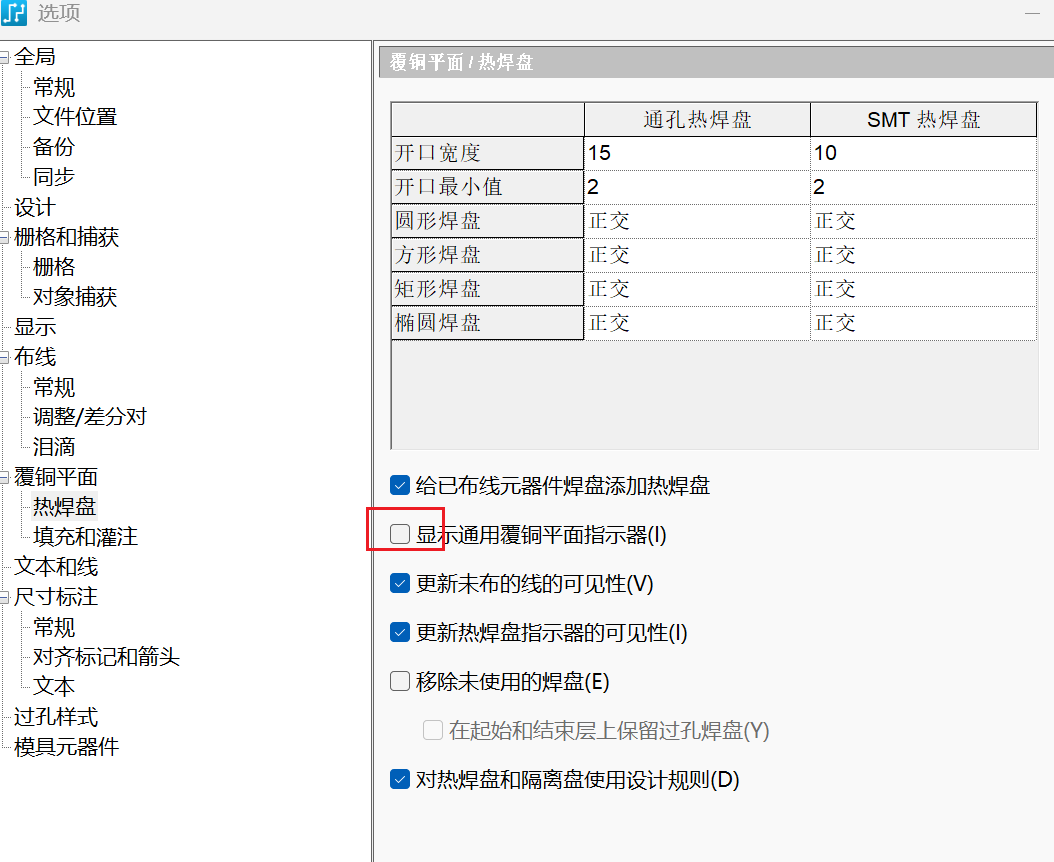 选项
全局
常规
文件位置
备份
同步
设计
栅格和捕获
栅格
对象捕获
显示
布线
常规
调整/差分对
泪滴
覆铜平面
热焊盘
填充和灌注
文本和线
尺寸标注
常规
对齐标记和箭头
文本
过孔样式
模具元器件
覆铜平面 / 热焊盘
通孔热焊盘 SMT 热焊盘
开口宽度 15 10
开口最小值 2 2
圆形焊盘 正交 正交
方形焊盘 正交 正交
矩形焊盘 正交 正交
椭圆焊盘 正交 正交
给已布线元器件焊盘添加热焊盘
显示通用覆铜平面指示器(I)
更新未布的线的可见性(V)
更新热焊盘指示器的可见性(I)
移除未使用的焊盘(E)
在起始和结束层上保留过孔焊盘(Y)
对热焊盘和隔离盘使用设计规则(D)